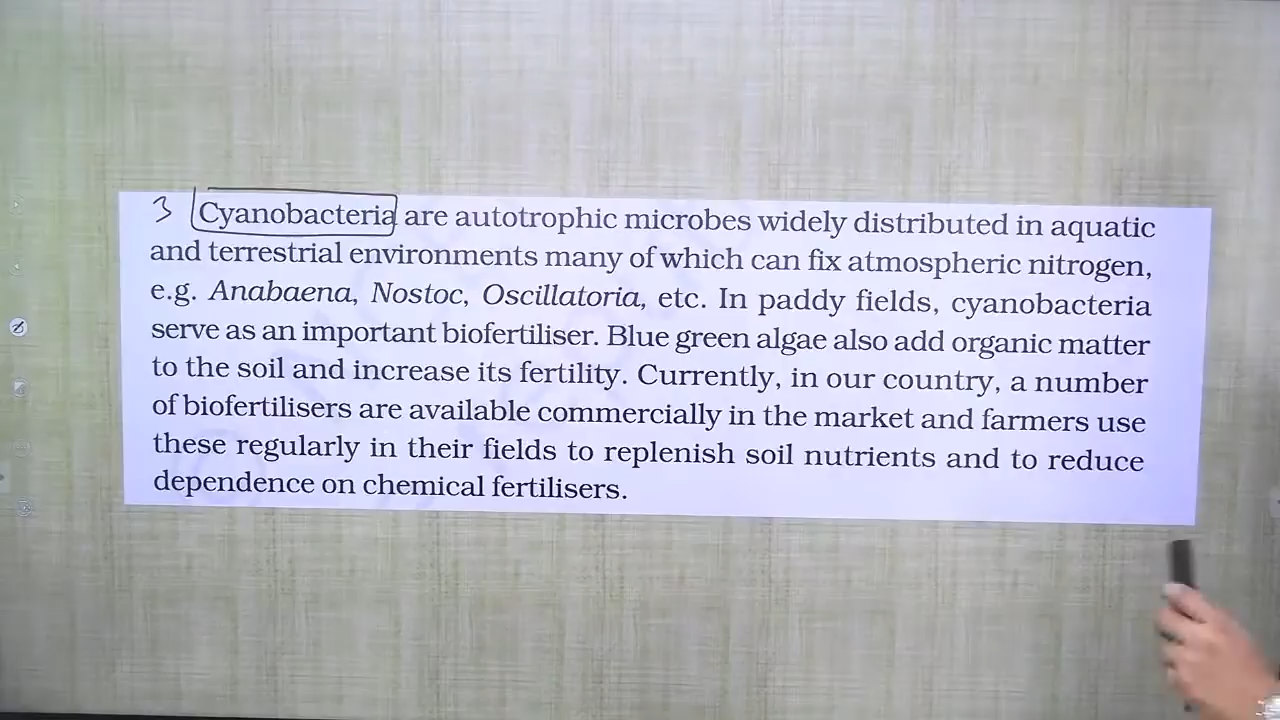 3 Cyanobacteria are autotrophic microbes widely distributed in aquatic
and terrestrial environments many of which can fix atmospheric nitrogen,
e.g. Anabaena, Nostoc, Oscillatoria, etc. In paddy fields, cyanobacteria
serve as an important biofertiliser. Blue green algae also add organic matter
to the soil and increase its fertility. Currently, in our country, a number
of biofertilisers are available commercially in the market and farmers use
these regularly in their fields to replenish soil nutrients and to reduce
dependence on chemical fertilisers.